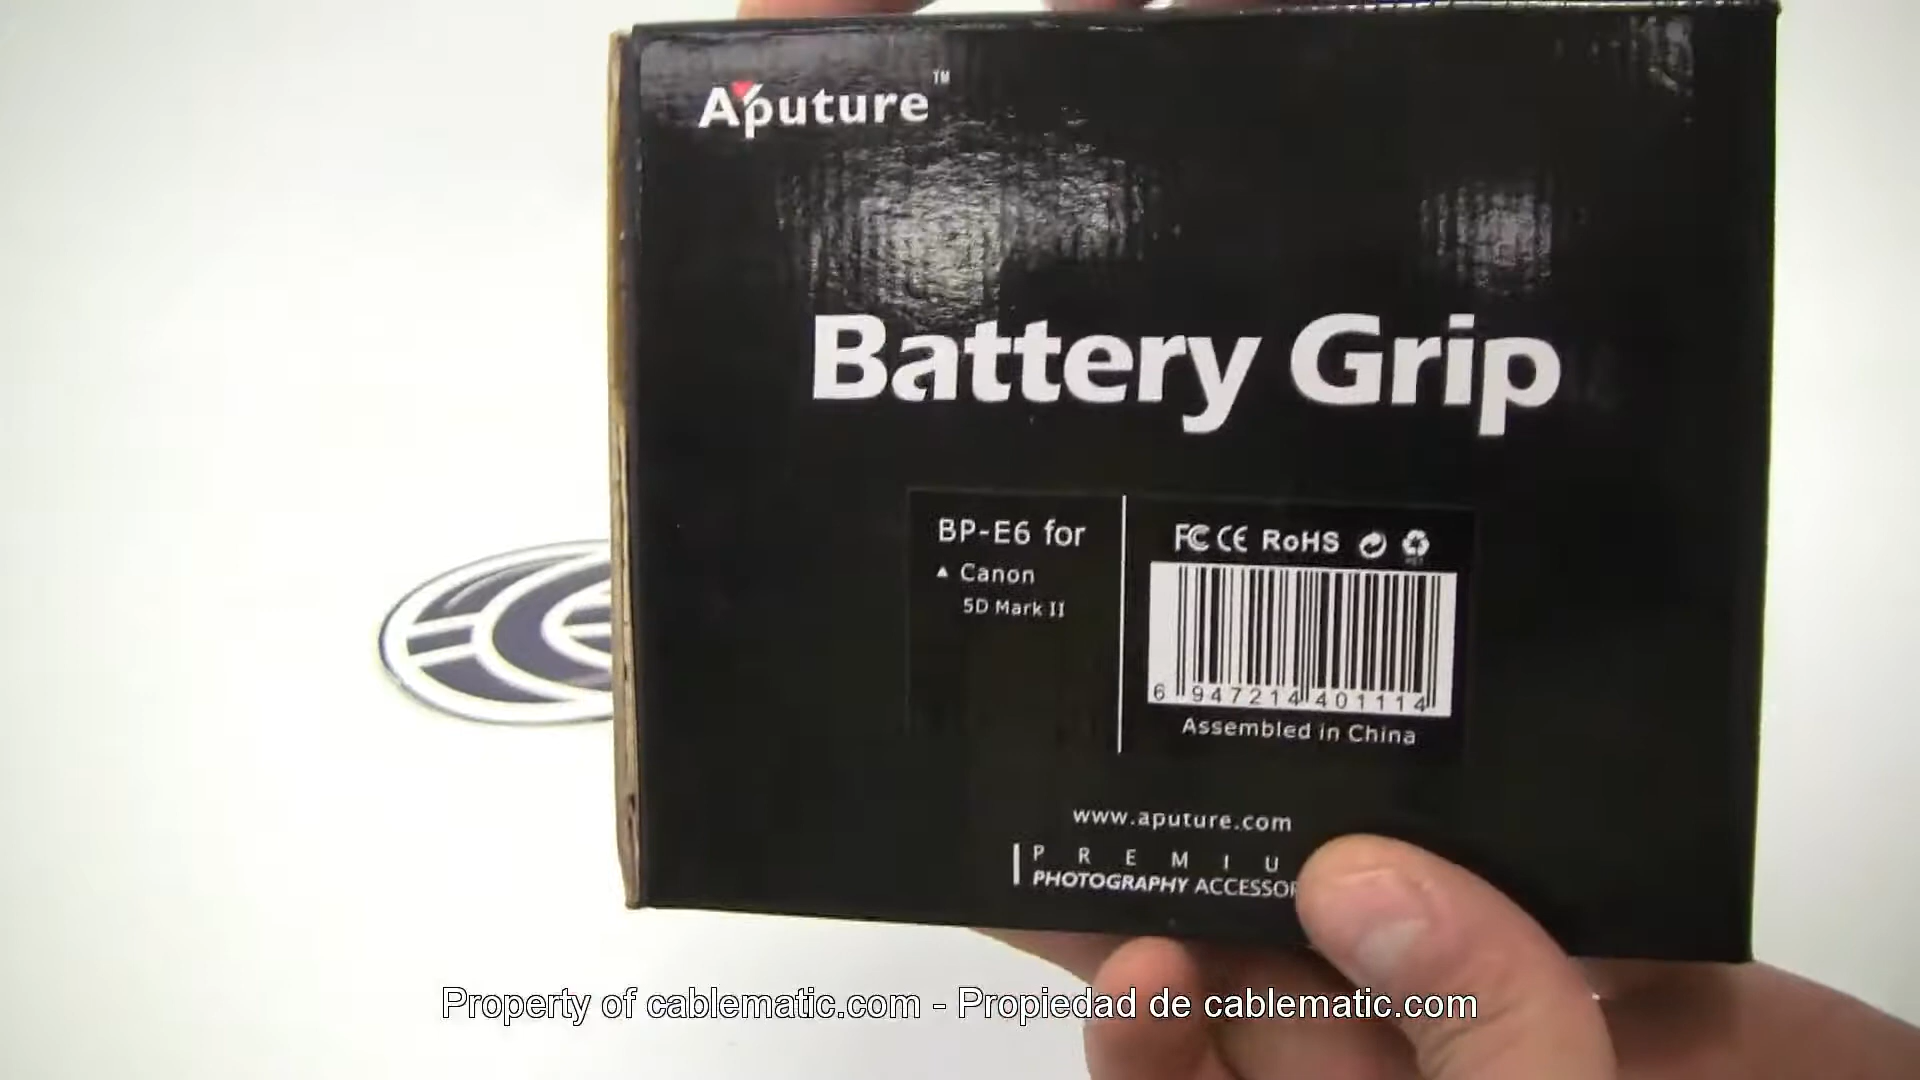 Aputure™
Battery Grip
BP-E6 for
▲ Canon
5D Mark II
FC CE RoHS
6 947214 401114
Assembled in China
www.aputure.com
P R E M I U
PHOTOGRAPHY ACCESSOR
Property of cablematic.com - Propiedad de cablematic.com